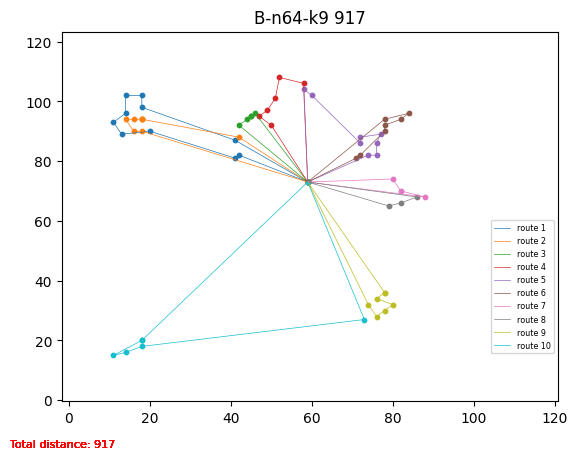 B-n64-k9 917
120
100
80
60
40
20
0
0 20 40 60 80 100 120
route 1
route 2
route 3
route 4
route 5
route 6
route 7
route 8
route 9
route 10
Total distance: 917